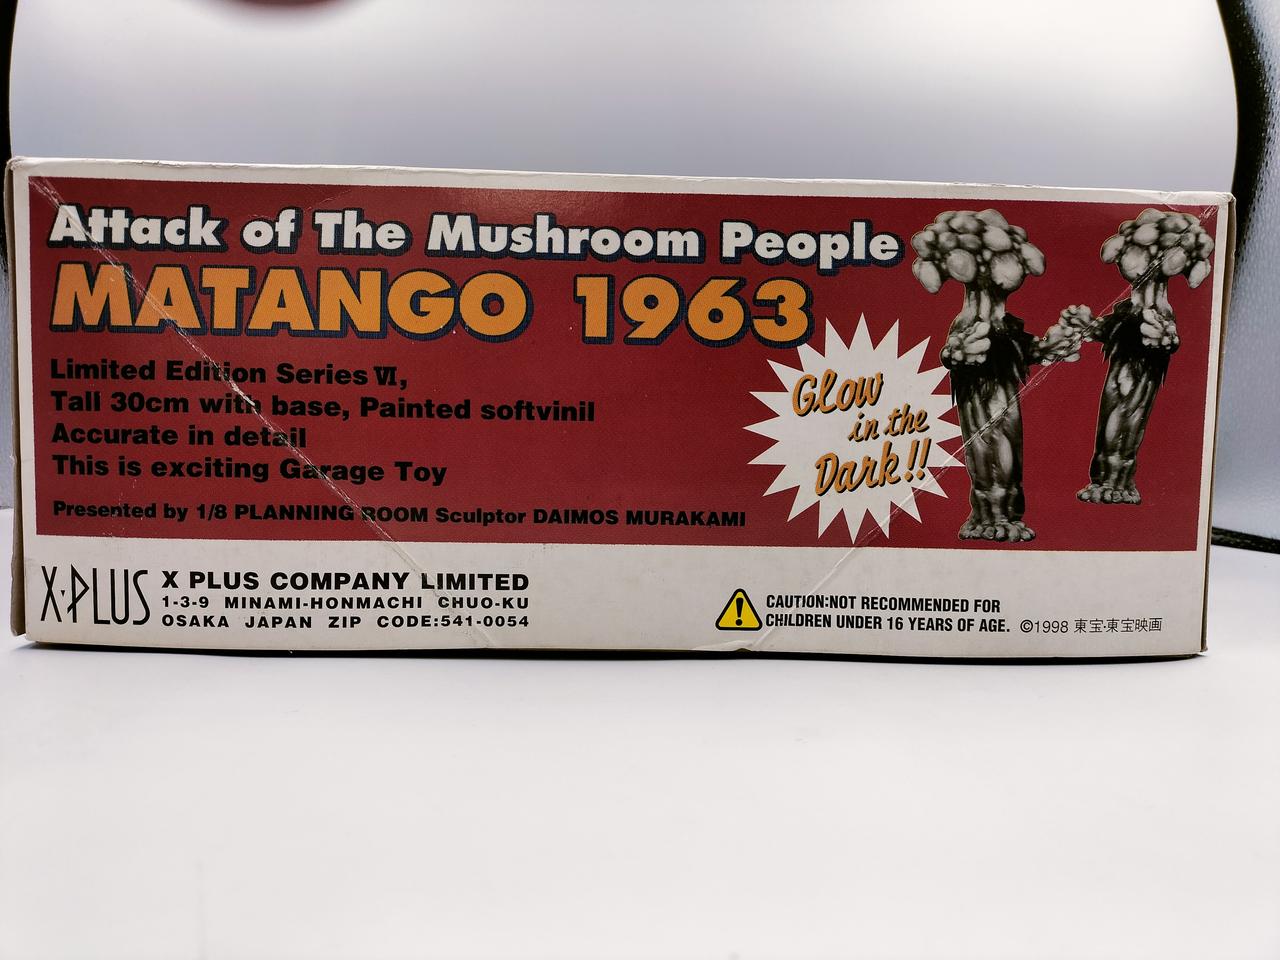 Attack of The Mushroom People
MATANGO 1963
Limited Edition Series Ⅵ,
Tall 30cm with base, Painted softvinil
Accurate in detail
This is exciting Garage Toy
Presented by 1/8 PLANNING ROOM Sculptor DAIMOS MURAKAMI
Glow
in the
Dark!!
X·PLUS
X PLUS COMPANY LIMITED
1-3-9 MINAMI-HONMACHI CHUO-KU
OSAKA JAPAN ZIP CODE:541-0054
CAUTION:NOT RECOMMENDED FOR
CHILDREN UNDER 16 YEARS OF AGE.
©1998 東宝·東宝映画